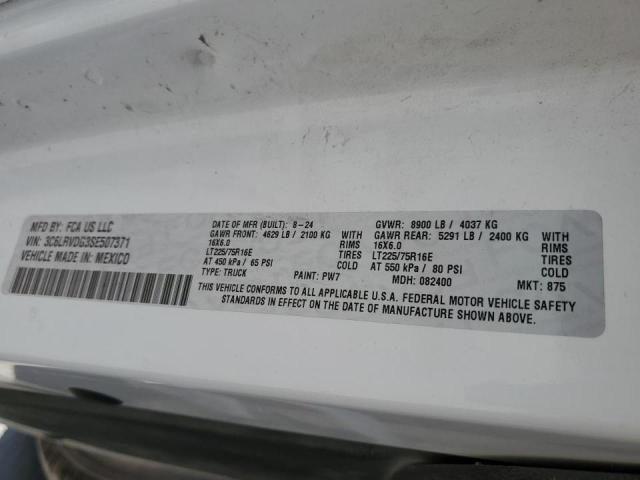 MFD BY: FCA US LLC
VIN: 3C6LRVDG3SE507371
VEHICLE MADE IN: MEXICO
DATE OF MFR (BUILT): 8-24
GAWR FRONT: 4629 LB / 2100 KG WITH
16X6.0 RIMS
LT225/75R16E TIRES
AT 450 kPa / 65 PSI COLD
TYPE: TRUCK PAINT: PW7
GVWR: 8900 LB / 4037 KG
GAWR REAR: 5291 LB / 2400 KG WITH
16X6.0 RIMS
LT225/75R16E TIRES
AT 550 kPa / 80 PSI COLD
MDH: 082400 MKT: 875
THIS VEHICLE CONFORMS TO ALL APPLICABLE U.S.A. FEDERAL MOTOR VEHICLE SAFETY
STANDARDS IN EFFECT ON THE DATE OF MANUFACTURE SHOWN ABOVE.